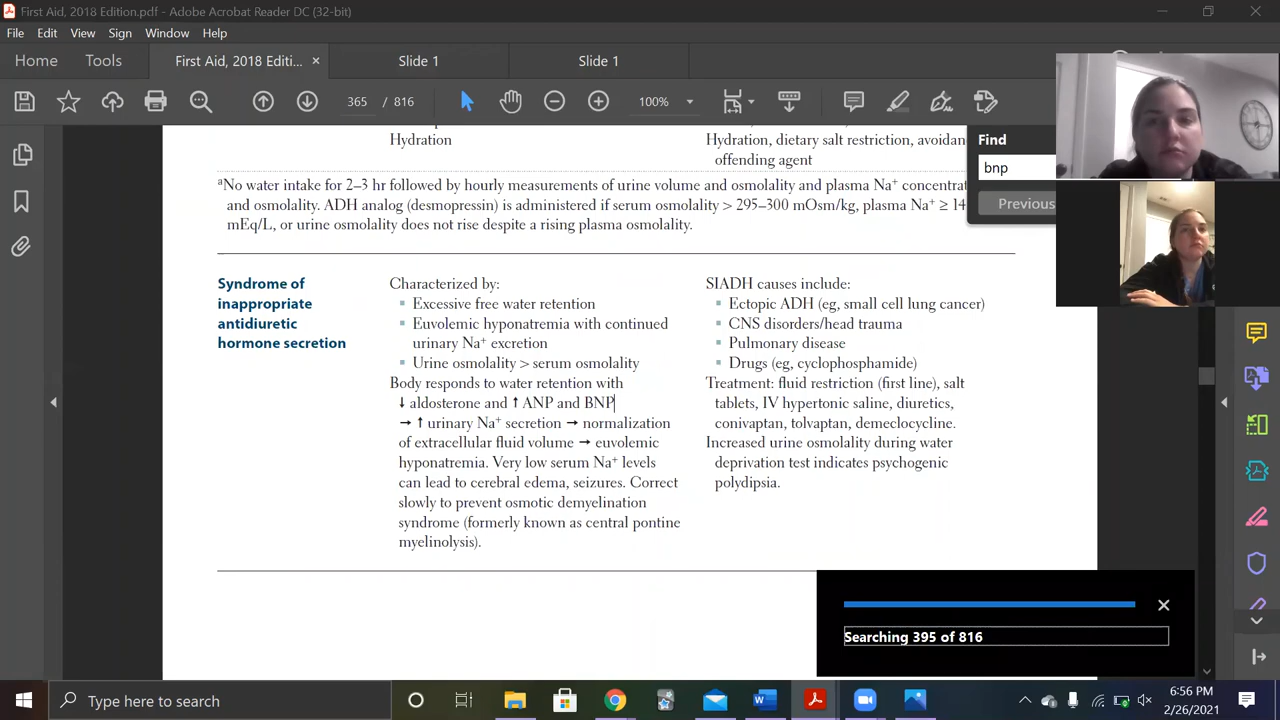 First Aid, 2018 Edition.pdf - Adobe Acrobat Reader DC (32-bit)
File Edit View Sign Window Help
Home Tools First Aid, 2018 Editi... × Slide 1 Slide 1
365 / 816 100%
Find
bnp
Previous
Hydration
Hydration, dietary salt restriction, avoidan
offending agent
ᵃNo water intake for 2–3 hr followed by hourly measurements of urine volume and osmolality and plasma Na⁺ concentrat
and osmolality. ADH analog (desmopressin) is administered if serum osmolality > 295–300 mOsm/kg, plasma Na⁺ ≥ 14
mEq/L, or urine osmolality does not rise despite a rising plasma osmolality.
Syndrome of
inappropriate
antidiuretic
hormone secretion
Characterized by:
▪ Excessive free water retention
▪ Euvolemic hyponatremia with continued
urinary Na⁺ excretion
▪ Urine osmolality > serum osmolality
Body responds to water retention with
↓ aldosterone and ↑ ANP and BNP
→ ↑ urinary Na⁺ secretion → normalization
of extracellular fluid volume → euvolemic
hyponatremia. Very low serum Na⁺ levels
can lead to cerebral edema, seizures. Correct
slowly to prevent osmotic demyelination
syndrome (formerly known as central pontine
myelinolysis).
SIADH causes include:
▪ Ectopic ADH (eg, small cell lung cancer)
▪ CNS disorders/head trauma
▪ Pulmonary disease
▪ Drugs (eg, cyclophosphamide)
Treatment: fluid restriction (first line), salt
tablets, IV hypertonic saline, diuretics,
conivaptan, tolvaptan, demeclocycline.
Increased urine osmolality during water
deprivation test indicates psychogenic
polydipsia.
Searching 395 of 816
Type here to search
6:56 PM
2/26/2021